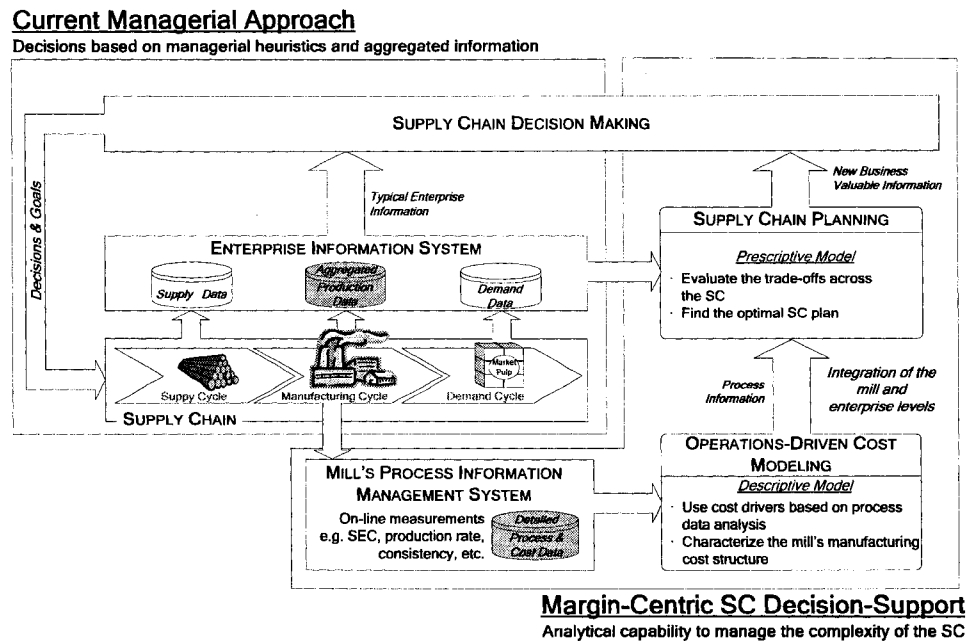 Current Managerial Approach
Decisions based on managerial heuristics and aggregated information
SUPPLY CHAIN DECISION MAKING
Decisions & Goals
Typical Enterprise
Information
New Business
Valuable Information
ENTERPRISE INFORMATION SYSTEM
Supply Data
Aggregated
Production
Data
Demand
Data
SUPPLY CHAIN PLANNING
Prescriptive Model
· Evaluate the trade-offs across
the SC
· Find the optimal SC plan
Market
Pulp
Suppy Cycle
Manufacturing Cycle
Demand Cycle
SUPPLY CHAIN
Process
Information
Integration of the
mill and
enterprise levels
MILL'S PROCESS INFORMATION
MANAGEMENT SYSTEM
On-line measurements
e.g. SEC, production rate,
consistency, etc.
Detailed
Process &
Cost Data
OPERATIONS-DRIVEN COST
MODELING
Descriptive Model
· Use cost drivers based on process
data analysis
· Characterize the mill's manufacturing
cost structure
Margin-Centric SC Decision-Support
Analytical capability to manage the complexity of the SC